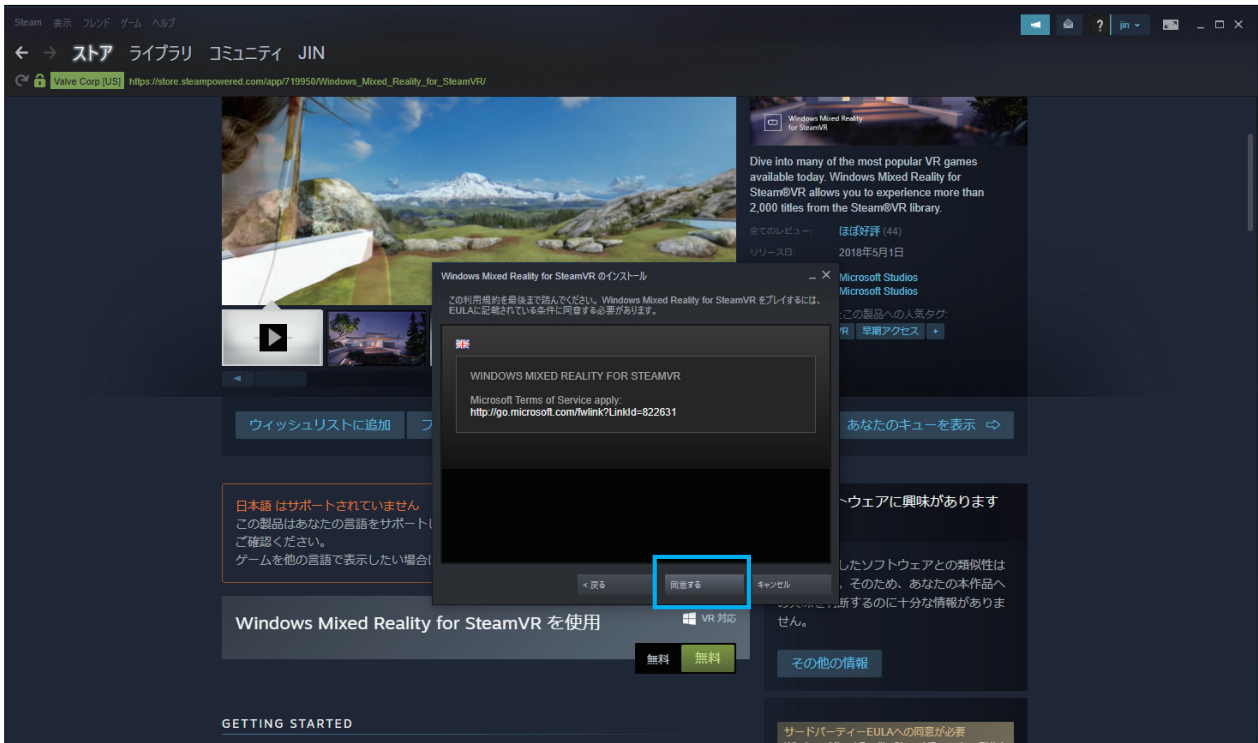 Steam 表示 フレンド ゲーム ヘルプ
? jin
ストア ライブラリ コミュニティ JIN
Valve Corp [US] https://store.steampowered.com/app/719950/Windows_Mixed_Reality_for_SteamVR/
Windows Mixed Reality
for SteamVR
Dive into many of the most popular VR games
available today. Windows Mixed Reality for
Steam®VR allows you to experience more than
2,000 titles from the Steam®VR library.
全てのレビュー: ほぼ好評 (44)
リリース日: 2018年5月1日
Microsoft Studios
Microsoft Studios
この製品への人気タグ:
VR 早期アクセス +
Windows Mixed Reality for SteamVR のインストール
この利用規約を最後まで読んでください。Windows Mixed Reality for SteamVR をプレイするには、
EULAに記載されている条件に同意する必要があります。
WINDOWS MIXED REALITY FOR STEAMVR
Microsoft Terms of Service apply:
http://go.microsoft.com/fwlink?LinkId=822631
< 戻る 同意する キャンセル
ウィッシュリストに追加 フ
あなたのキューを表示
日本語 はサポートされていません
この製品はあなたの言語をサポートし
ご確認ください。
ゲームを他の言語で表示したい場合は
トウェアに興味があります
したソフトウェアとの類似性は
。そのため、あなたの本作品へ
断するのに十分な情報がありま
せん。
その他の情報
Windows Mixed Reality for SteamVR を使用
VR 対応
無料 無料
GETTING STARTED
サードパーティーEULAへの同意が必要